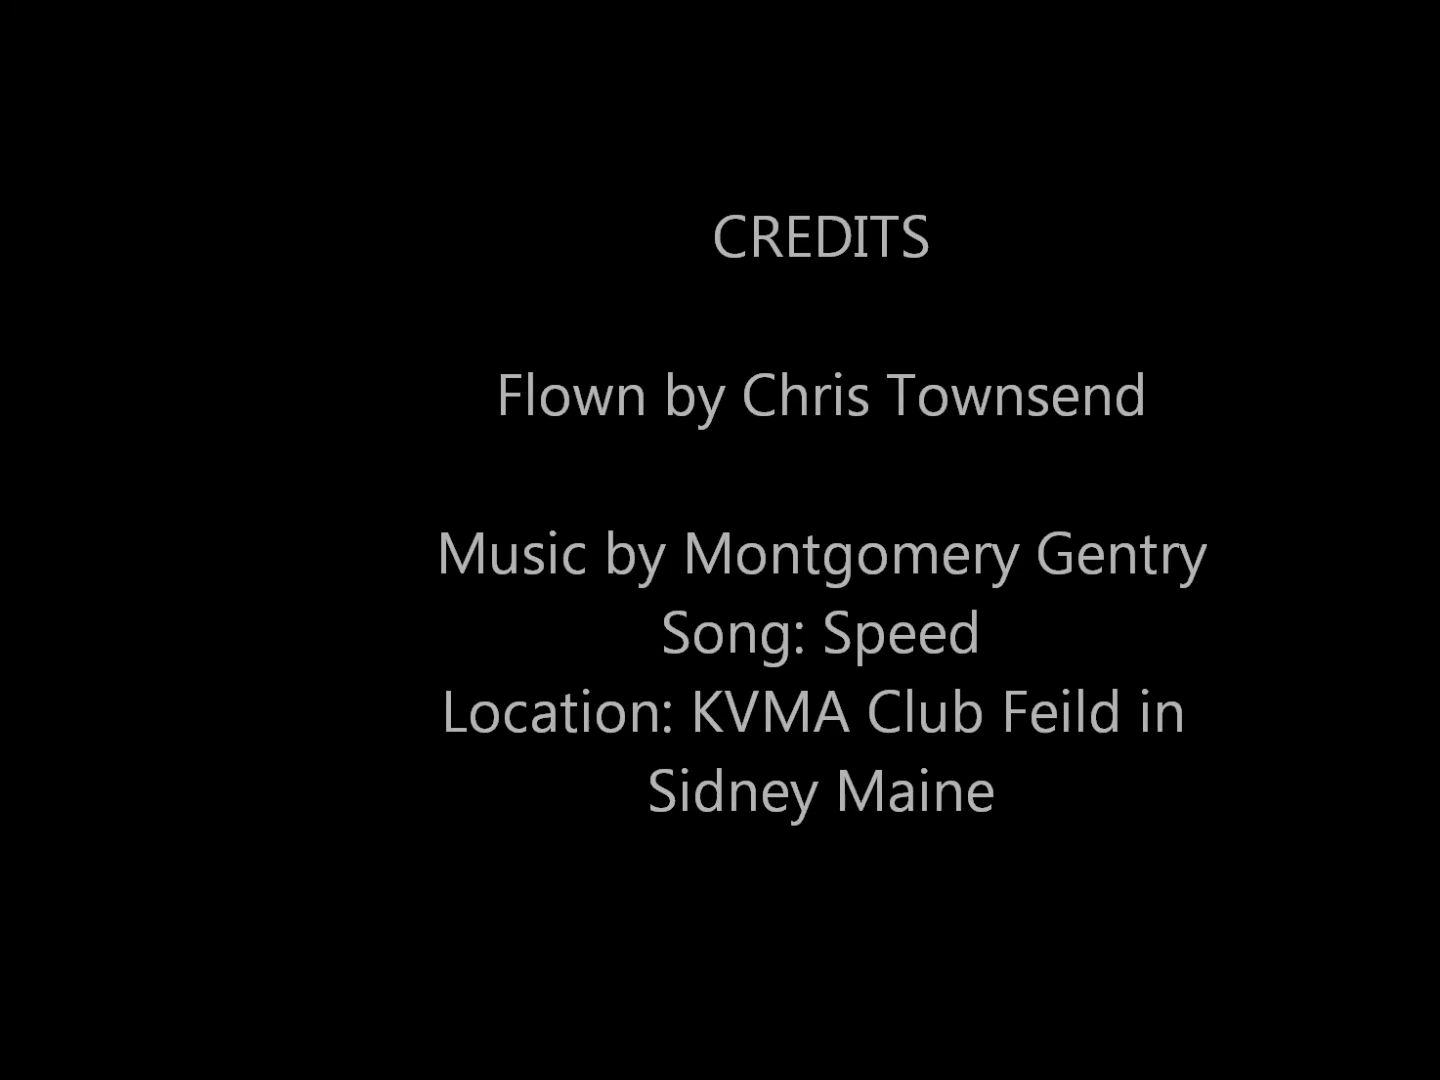 CREDITS
Flown by Chris Townsend
Music by Montgomery Gentry
Song: Speed
Location: KVMA Club Feild in
Sidney Maine